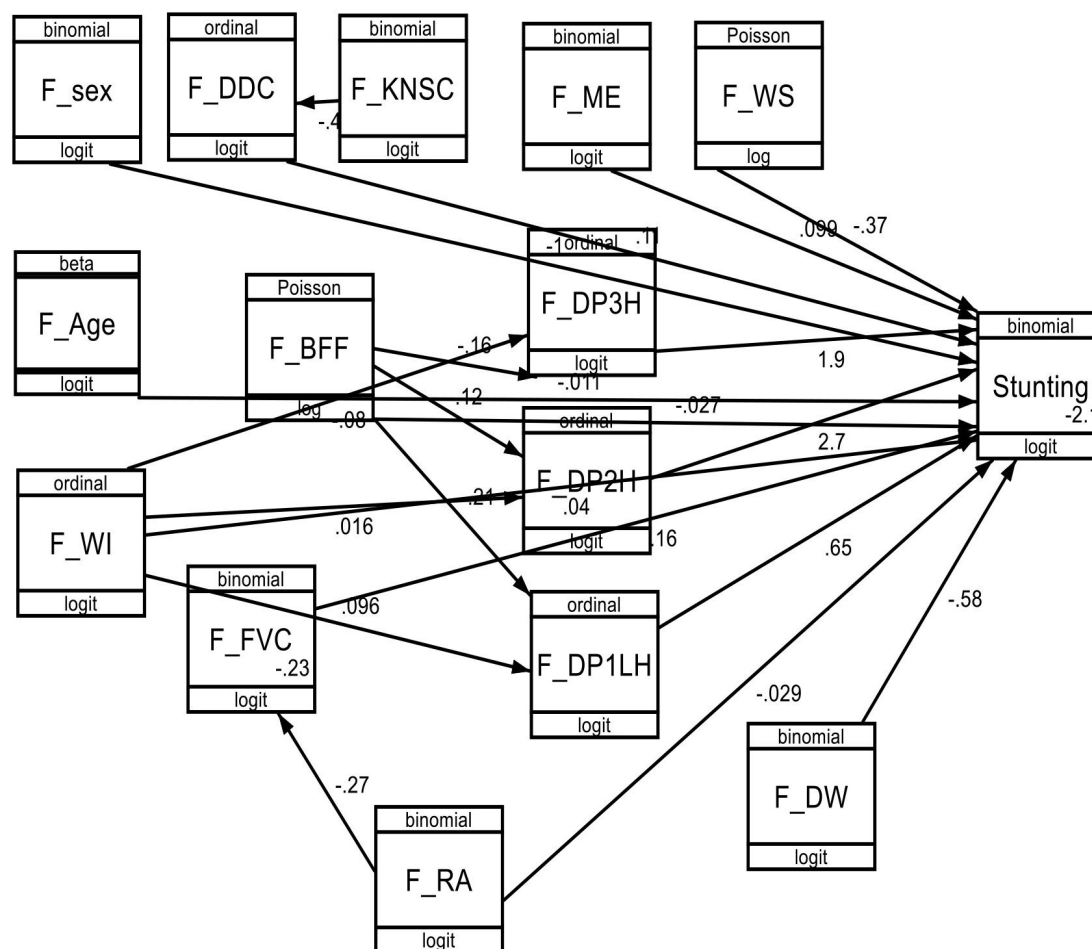 binomial
F_sex
logit
ordinal
F_DDC
logit
-.4
binomial
F_KNSC
logit
binomial
F_ME
logit
Poisson
F_WS
log
.099
-.37
-1
.11
beta
F_Age
logit
Poisson
F_BFF
log
ordinal
F_DP3H
logit
-.16
-.011
1.9
binomial
Stunting
-2.
logit
.12
-.08
-.027
ordinal
F_DP2H
logit
2.7
.21
.04
.016
.16
ordinal
F_WI
logit
binomial
F_FVC
-.23
logit
.096
ordinal
F_DP1LH
logit
.65
-.58
-.029
-.27
binomial
F_RA
logit
binomial
F_DW
logit